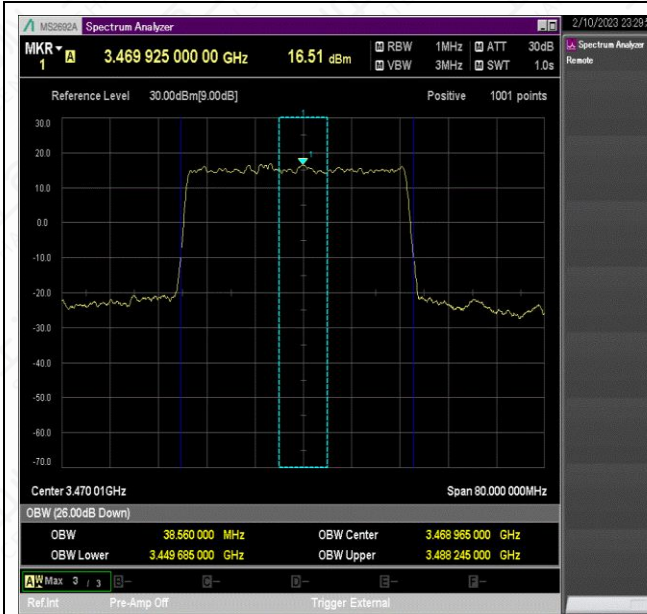 MS2692A Spectrum Analyzer
2/10/2023 23:29:5
MKR 1 A 3.469 925 000 00 GHz 16.51 dBm
RBW 1MHz ATT 30dB
VBW 3MHz SWT 1.0s
Spectrum Analyzer
Remote
Reference Level 30.00dBm[9.00dB] Positive 1001 points
30.0
20.0
1
10.0
0.0
-10.0
-20.0
-30.0
-40.0
-50.0
-60.0
-70.0
Center 3.470 01GHz Span 80.000 000MHz
OBW (26.00dB Down)
OBW 38.560 000 MHz OBW Center 3.468 965 000 GHz
OBW Lower 3.449 685 000 GHz OBW Upper 3.488 245 000 GHz
A W Max 3 / 3 B- C- D- E- F-
Ref.Int Pre-Amp Off Trigger External